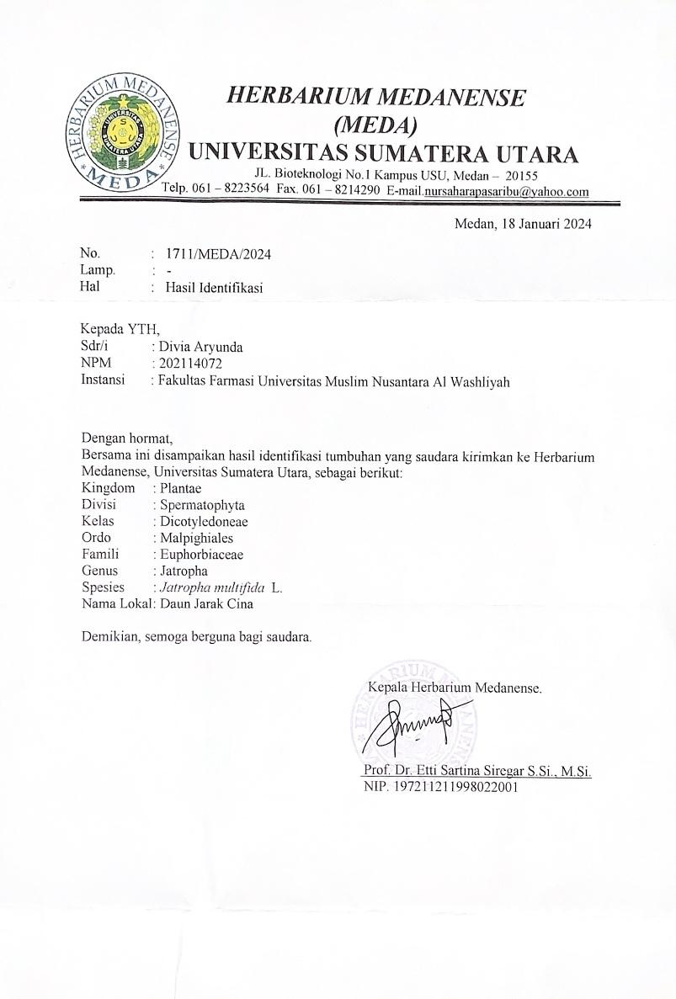 HERBARIUM MEDANENSE
MEDA
UNIVERSITAS SUMATERA UTARA
HERBARIUM MEDANENSE
(MEDA)
UNIVERSITAS SUMATERA UTARA
JL. Bioteknologi No.1 Kampus USU, Medan – 20155
Telp. 061 – 8223564 Fax. 061 – 8214290 E-mail.nursaharapasaribu@yahoo.com
Medan, 18 Januari 2024
No. : 1711/MEDA/2024
Lamp. : -
Hal : Hasil Identifikasi
Kepada YTH,
Sdr/i : Divia Aryunda
NPM : 202114072
Instansi : Fakultas Farmasi Universitas Muslim Nusantara Al Washliyah
Dengan hormat,
Bersama ini disampaikan hasil identifikasi tumbuhan yang saudara kirimkan ke Herbarium
Medanense, Universitas Sumatera Utara, sebagai berikut:
Kingdom : Plantae
Divisi : Spermatophyta
Kelas : Dicotyledoneae
Ordo : Malpighiales
Famili : Euphorbiaceae
Genus : Jatropha
Spesies : Jatropha multifida L.
Nama Lokal: Daun Jarak Cina
Demikian, semoga berguna bagi saudara.
Kepala Herbarium Medanense.
Prof. Dr. Etti Sartina Siregar S.Si., M.Si.
NIP. 197211211998022001